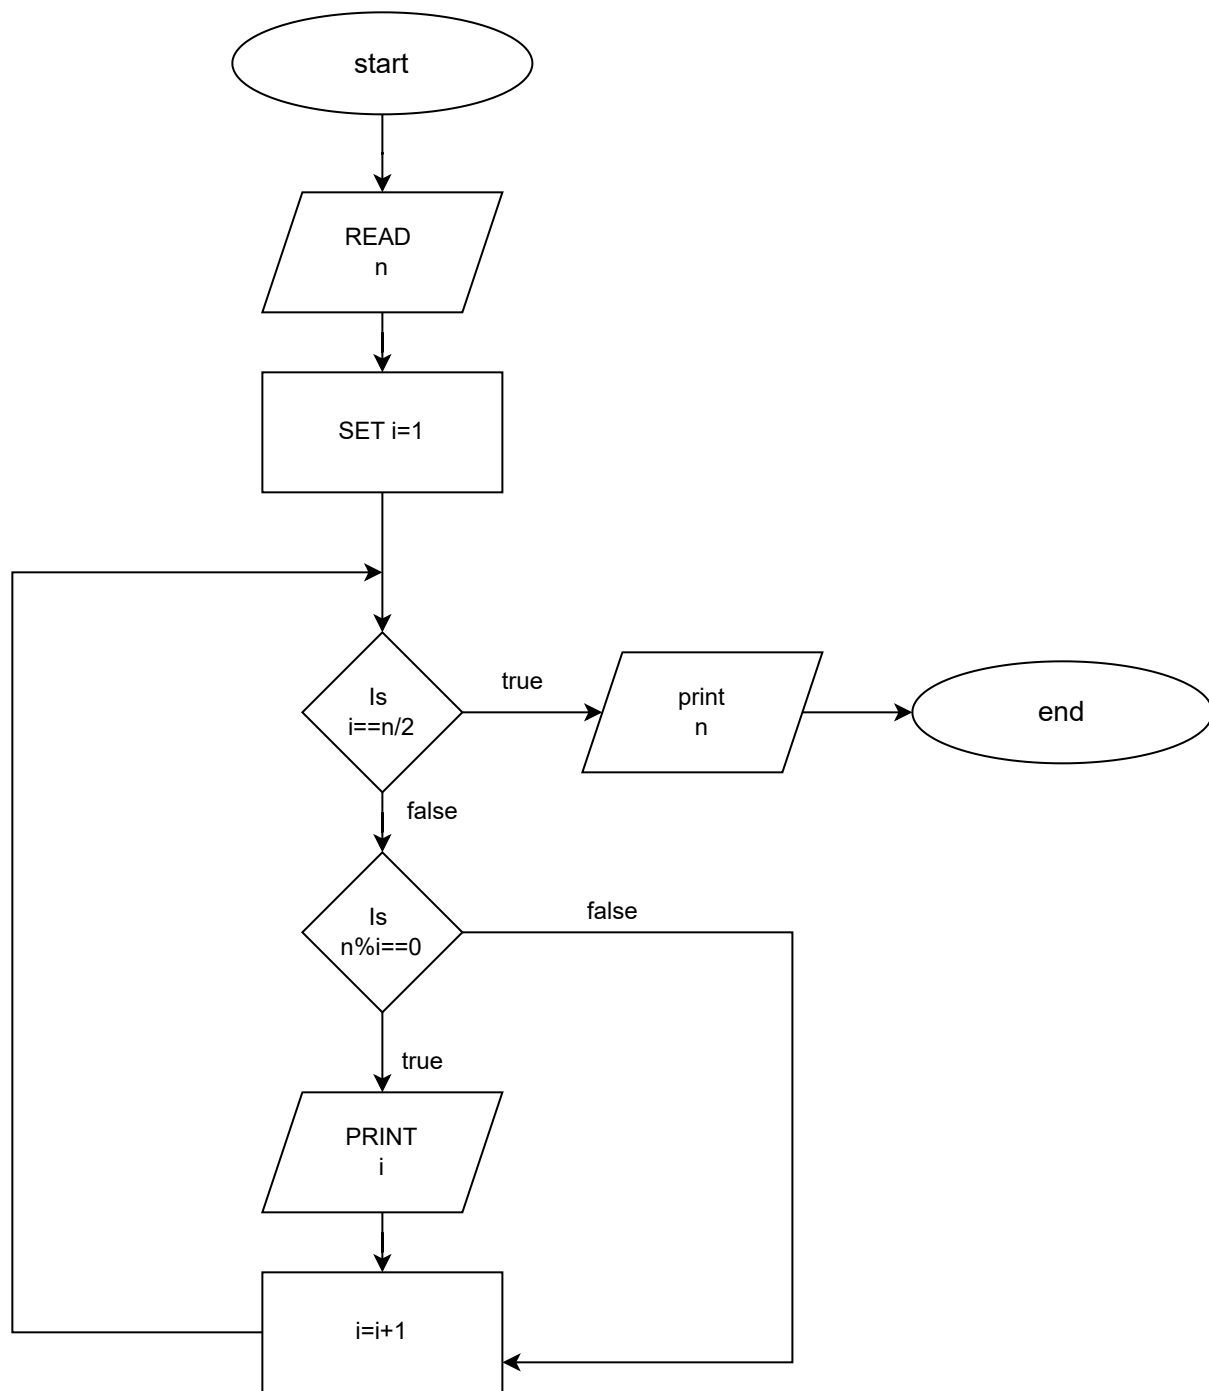 start
READ
n
SET i=1
Is
i==n/2
true
print
n
end
false
Is
n%i==0
false
true
PRINT
i
i=i+1